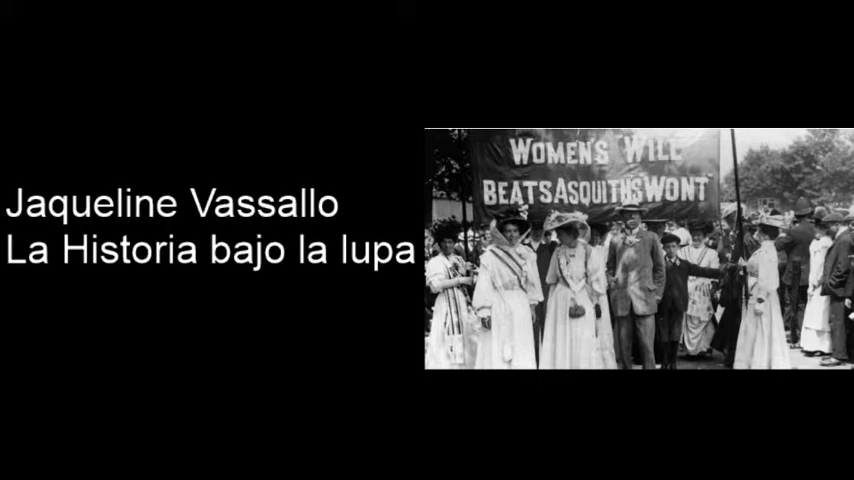 Jaqueline Vassallo
La Historia bajo la lupa
WOMEN'S "WILL
BEATS ASQUITH'S "WONT"